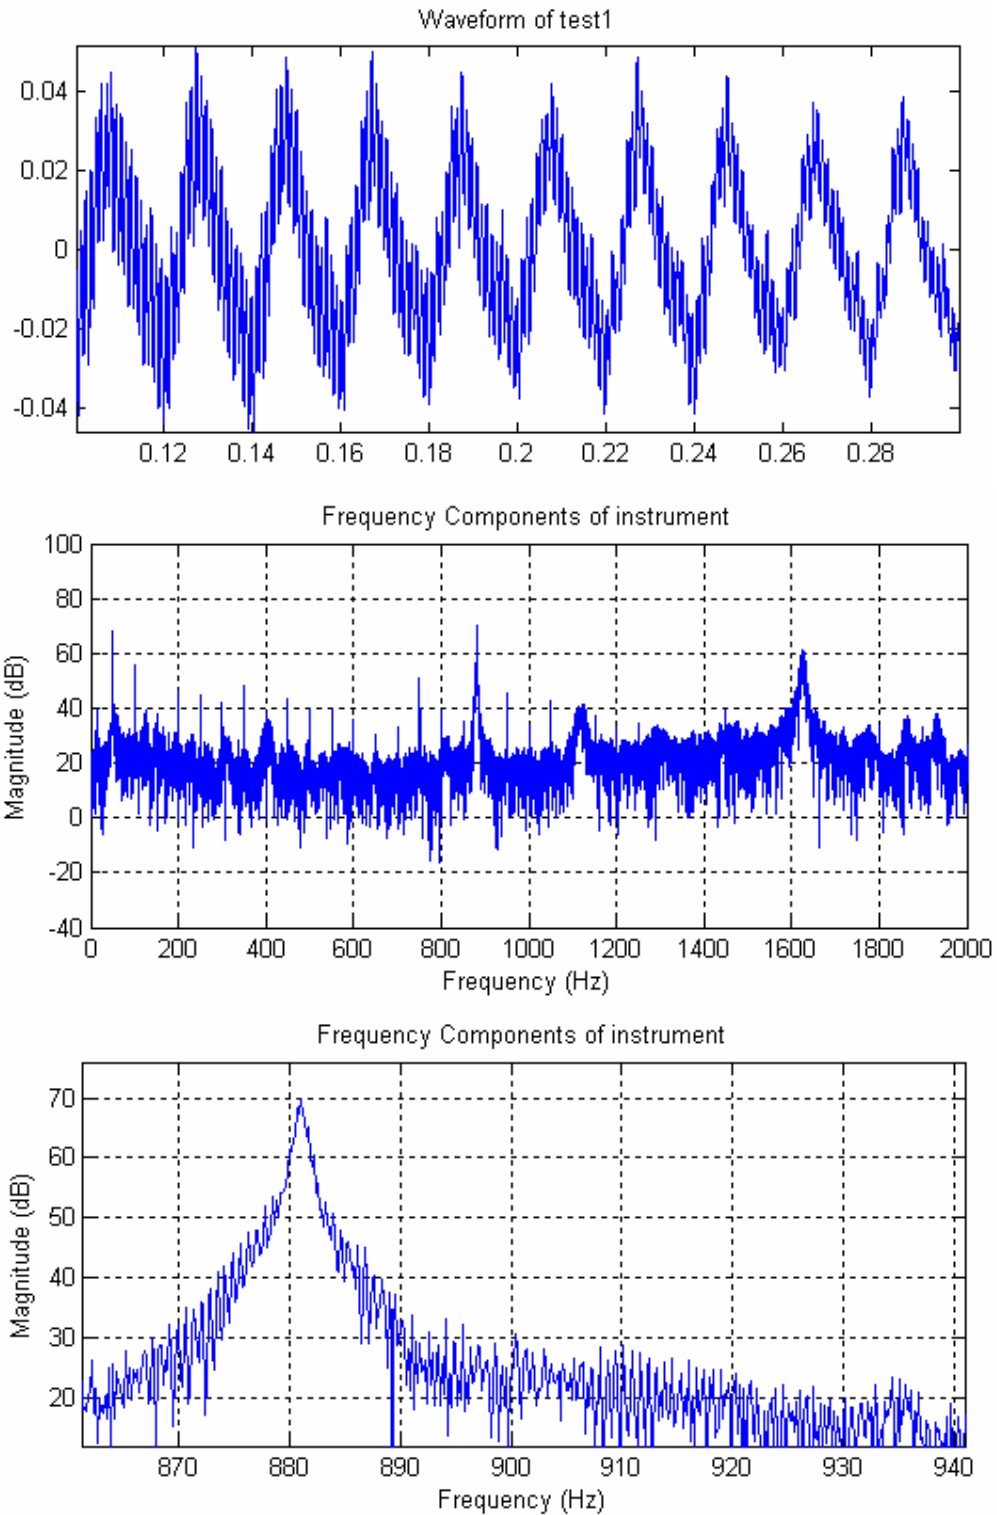 Waveform of test1
0.04
0.02
0
-0.02
-0.04
0.12 0.14 0.16 0.18 0.2 0.22 0.24 0.26 0.28
Frequency Components of instrument
100
80
60
40
20
0
-20
-40
Magnitude (dB)
0 200 400 600 800 1000 1200 1400 1600 1800 2000
Frequency (Hz)
Frequency Components of instrument
70
60
50
40
30
20
Magnitude (dB)
870 880 890 900 910 920 930 940
Frequency (Hz)